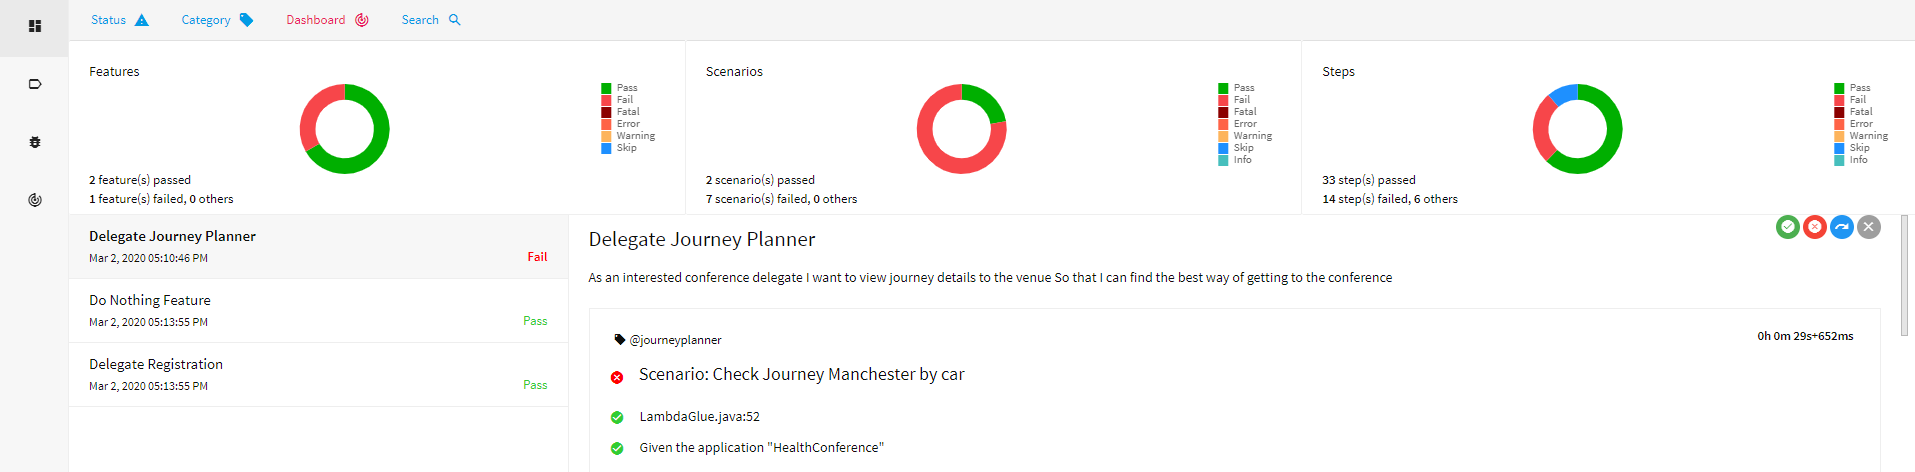 Status
Category
Dashboard
Search
Features
Pass
Fail
Fatal
Error
Warning
Skip
2 feature(s) passed
1 feature(s) failed, 0 others
Scenarios
Pass
Fail
Fatal
Error
Warning
Skip
Info
2 scenario(s) passed
7 scenario(s) failed, 0 others
Steps
Pass
Fail
Fatal
Error
Warning
Skip
Info
33 step(s) passed
14 step(s) failed, 6 others
Delegate Journey Planner
Mar 2, 2020 05:10:46 PM
Fail
Do Nothing Feature
Mar 2, 2020 05:13:55 PM
Pass
Delegate Registration
Mar 2, 2020 05:13:55 PM
Pass
Delegate Journey Planner
As an interested conference delegate I want to view journey details to the venue So that I can find the best way of getting to the conference
@journeyplanner
0h 0m 29s+652ms
Scenario: Check Journey Manchester by car
LambdaGlue.java:52
Given the application "HealthConference"